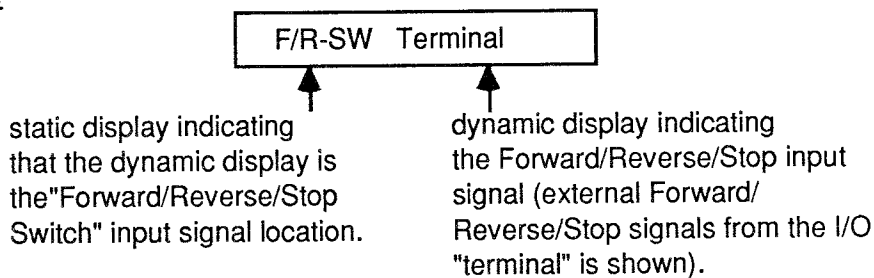 F/R-SW Terminal
static display indicating
that the dynamic display is
the"Forward/Reverse/Stop
Switch" input signal location.
dynamic display indicating
the Forward/Reverse/Stop input
signal (external Forward/
Reverse/Stop signals from the I/O
"terminal" is shown).